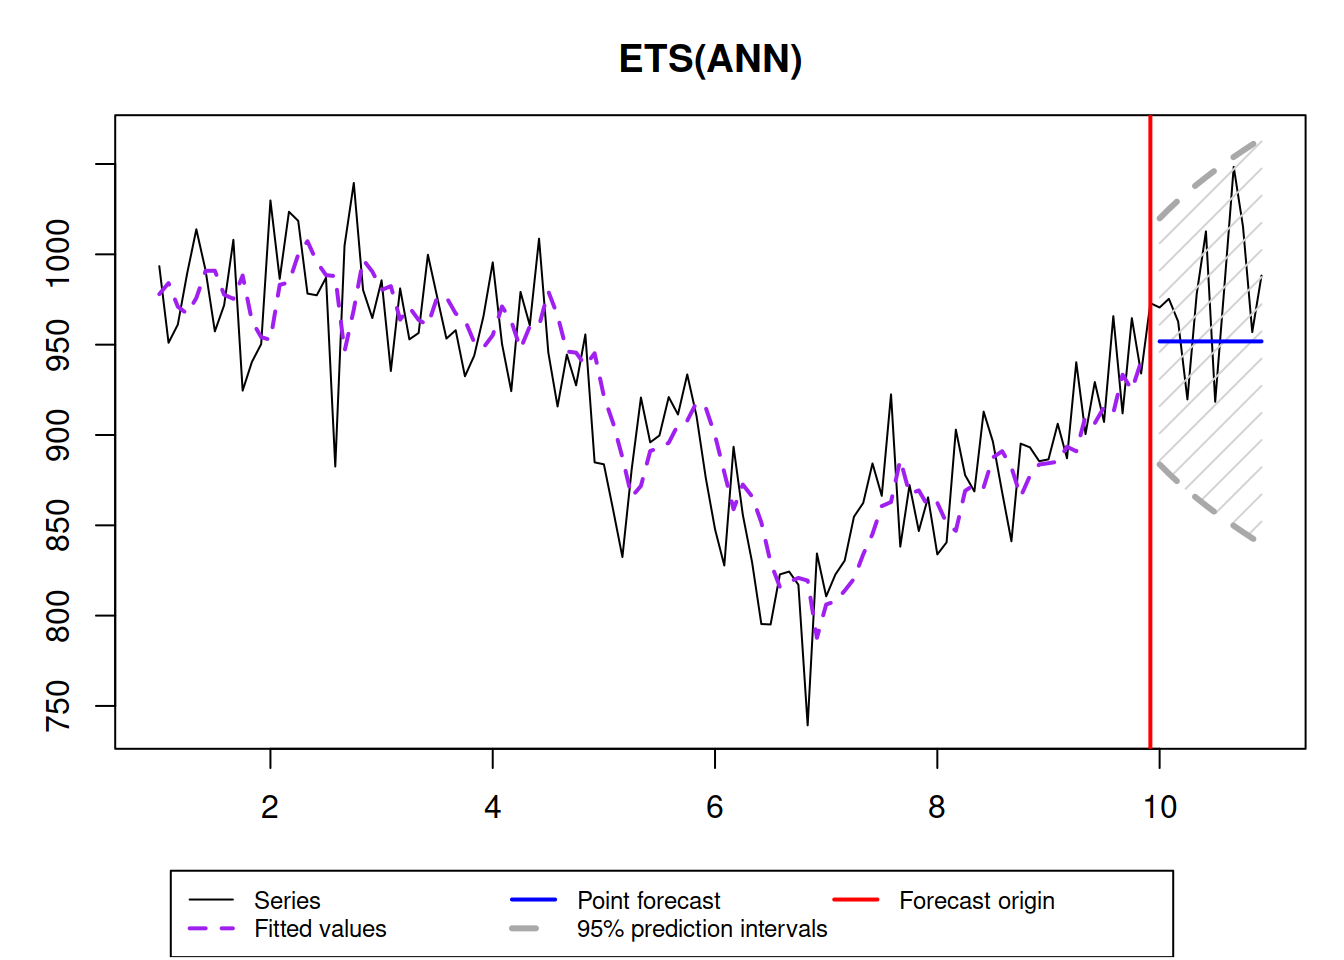 ETS(ANN)
1000
950
900
850
800
750
2 4 6 8 10
Series Point forecast Forecast origin
Fitted values 95% prediction intervals